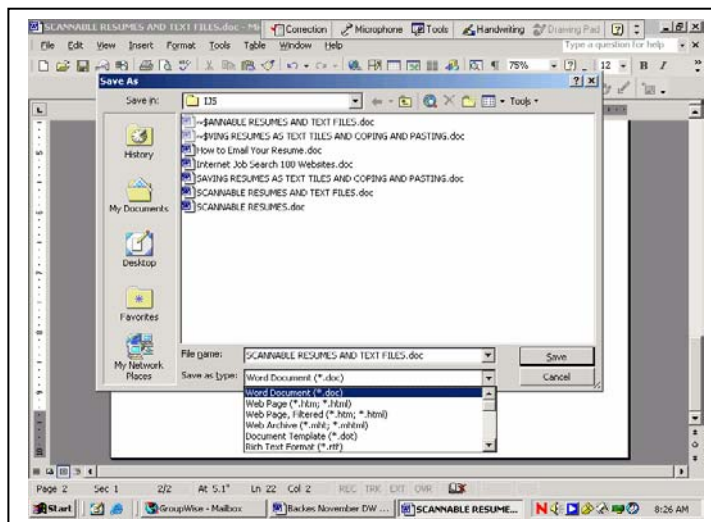 SCANNABLE RESUMES AND TEXT FILES.doc - Mi
Correction Microphone Tools Handwriting Drawing Pad
File Edit View Insert Format Tools Table Window Help Type a question for help
75% 12 B I
Save As
Save in: IJS Tools
History
My Documents
Desktop
Favorites
My Network Places
~$ANNABLE RESUMES AND TEXT FILES.doc
~$VING RESUMES AS TEXT TILES AND COPING AND PASTING.doc
How to Email Your Resume.doc
Internet Job Search 100 Websites.doc
SAVING RESUMES AS TEXT TILES AND COPING AND PASTING.doc
SCANNABLE RESUMES AND TEXT FILES.doc
SCANNABLE RESUMES.doc
File name: SCANNABLE RESUMES AND TEXT FILES.doc Save
Save as type: Word Document (*.doc) Cancel
Word Document (*.doc)
Web Page (*.htm; *.html)
Web Page, Filtered (*.htm; *.html)
Web Archive (*.mht; *.mhtml)
Document Template (*.dot)
Rich Text Format (*.rtf)
Page 2 Sec 1 2/2 At 5.1" Ln 22 Col 2 REC TRK EXT OVR
Start GroupWise - Mailbox Backes November DW ... SCANNABLE RESUME... 8:26 AM